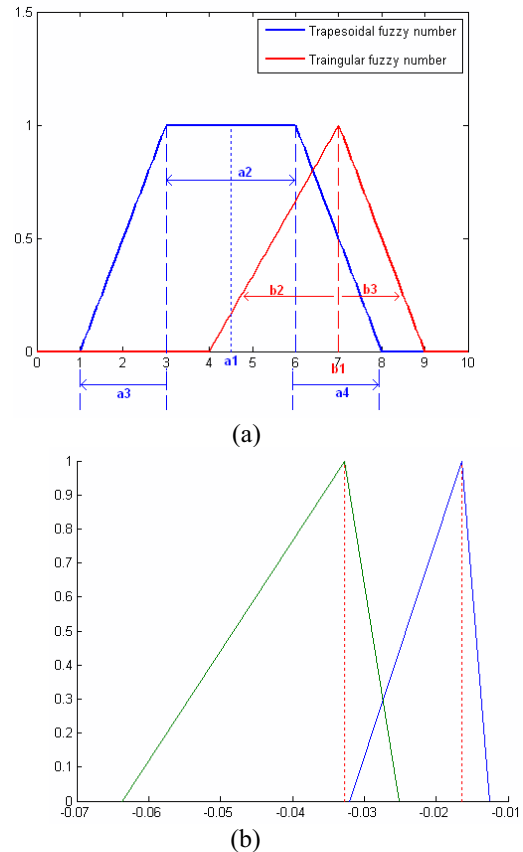 1.5
Trapesoidal fuzzy number
Traingular fuzzy number
1
a2
0.5
b2 b3
0
0 1 2 3 4 5 6 7 8 9 10
a1 b1
a3 a4
(a)
1
0.9
0.8
0.7
0.6
0.5
0.4
0.3
0.2
0.1
0
-0.07 -0.06 -0.05 -0.04 -0.03 -0.02 -0.01
(b)